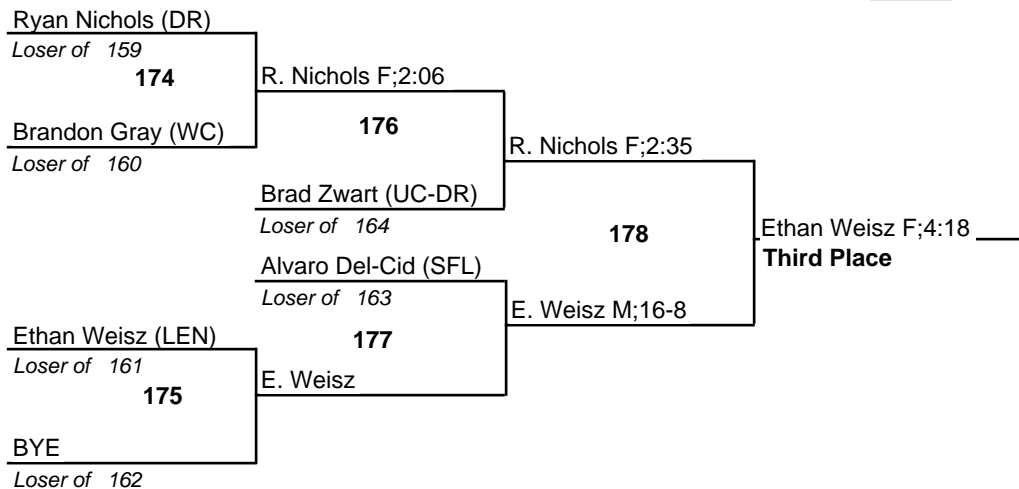 Ryan Nichols (DR)
Loser of 159
174
R. Nichols F;2:06
Brandon Gray (WC)
Loser of 160
176
R. Nichols F;2:35
Brad Zwart (UC-DR)
Loser of 164
178
Ethan Weisz F;4:18
Third Place
Alvaro Del-Cid (SFL)
Loser of 163
E. Weisz M;16-8
177
Ethan Weisz (LEN)
Loser of 161
175
E. Weisz
BYE
Loser of 162